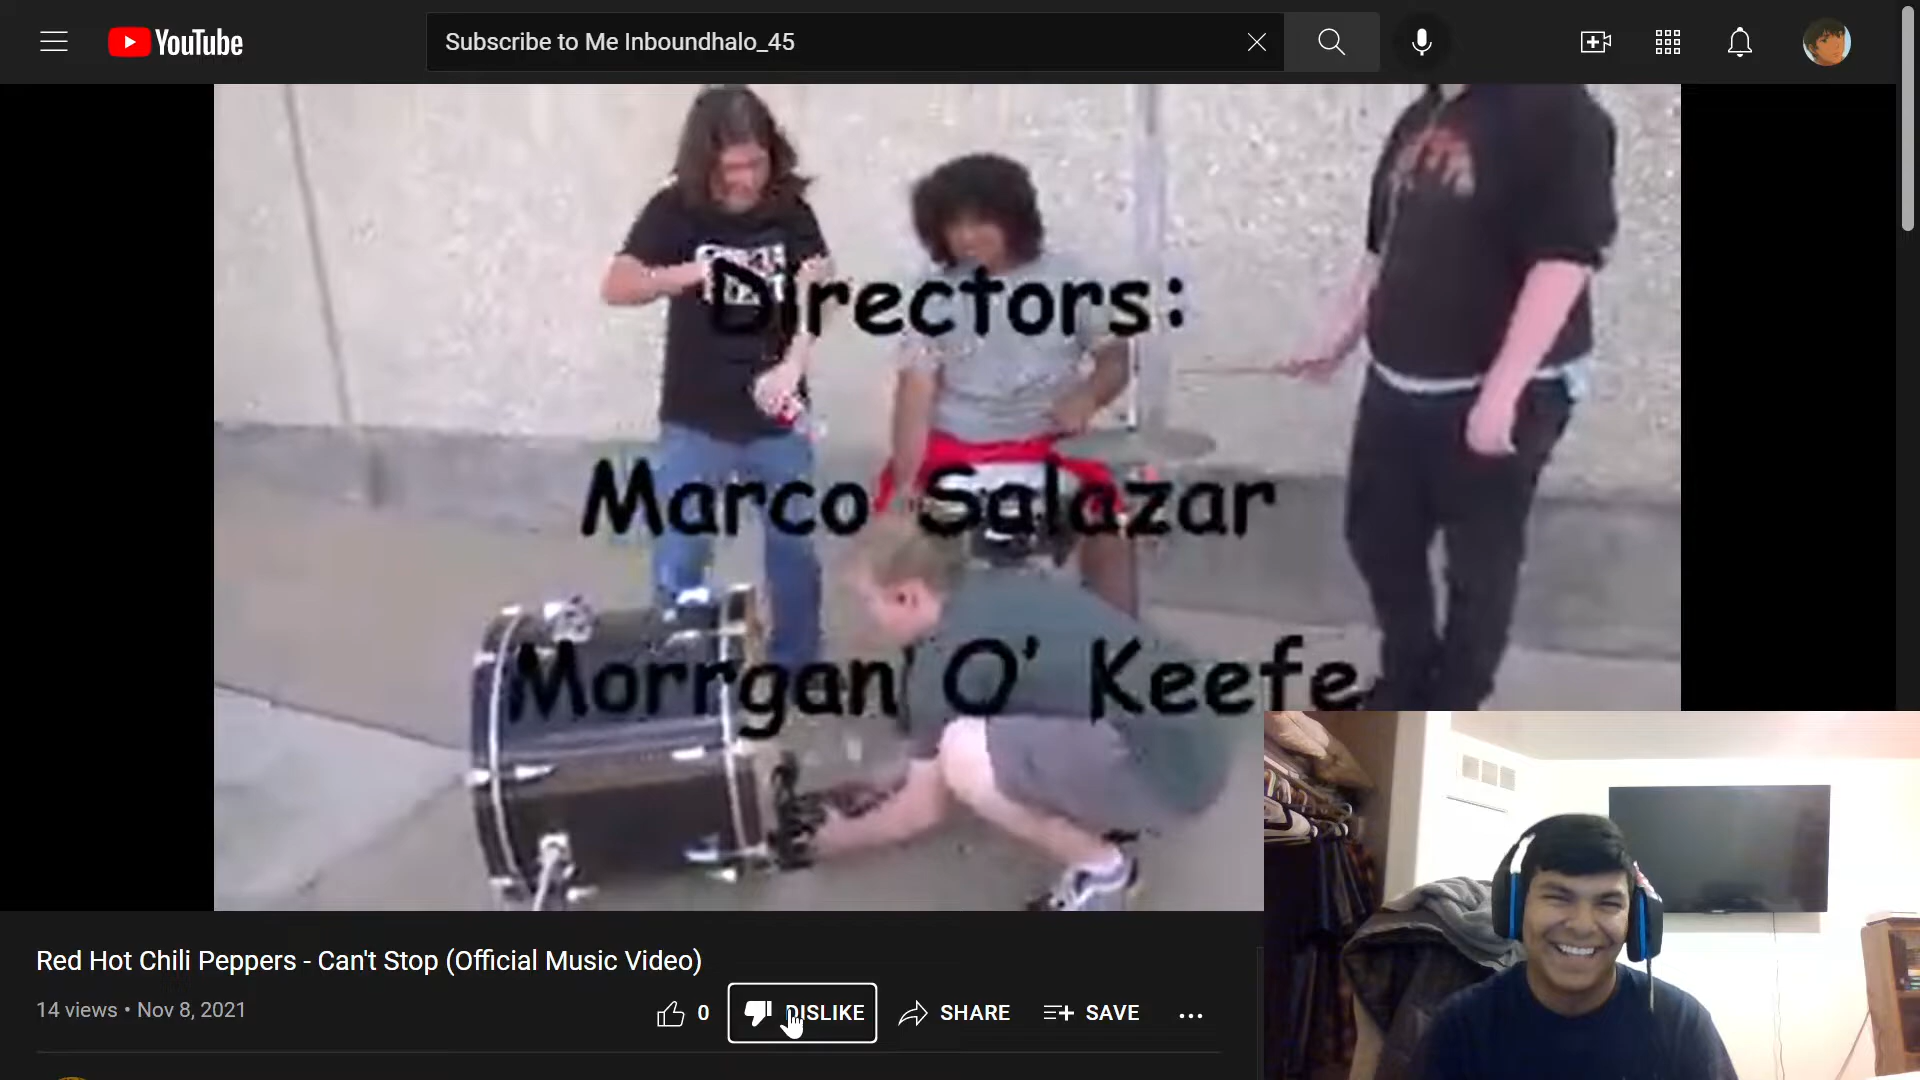 YouTube
Subscribe to Me Inboundhalo_45
Directors:
Marco Salazar
Morrgan O' Keefe
Red Hot Chili Peppers - Can't Stop (Official Music Video)
14 views • Nov 8, 2021
0
DISLIKE
SHARE
SAVE